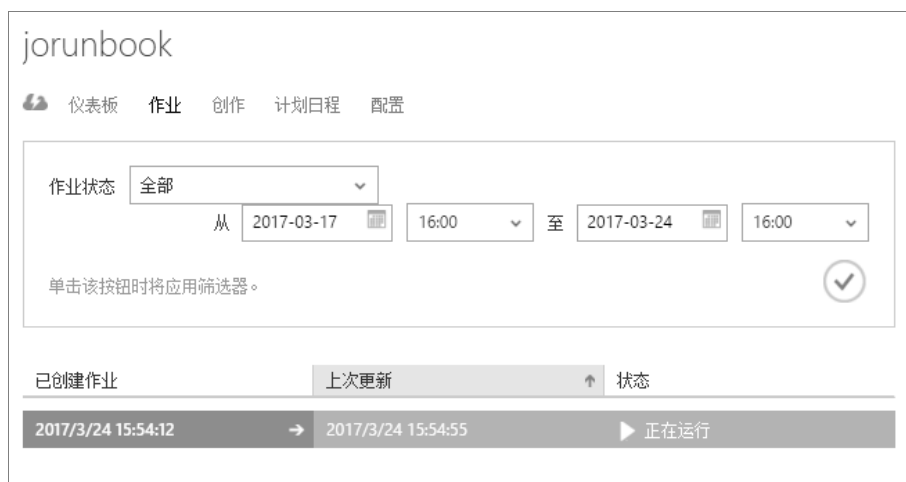 jorunbook
仪表板 作业 创作 计划日程 配置
作业状态 全部
从 2017-03-17 16:00 至 2017-03-24 16:00
单击该按钮时将应用筛选器。
已创建作业 上次更新 状态
2017/3/24 15:54:12 2017/3/24 15:54:55 正在运行